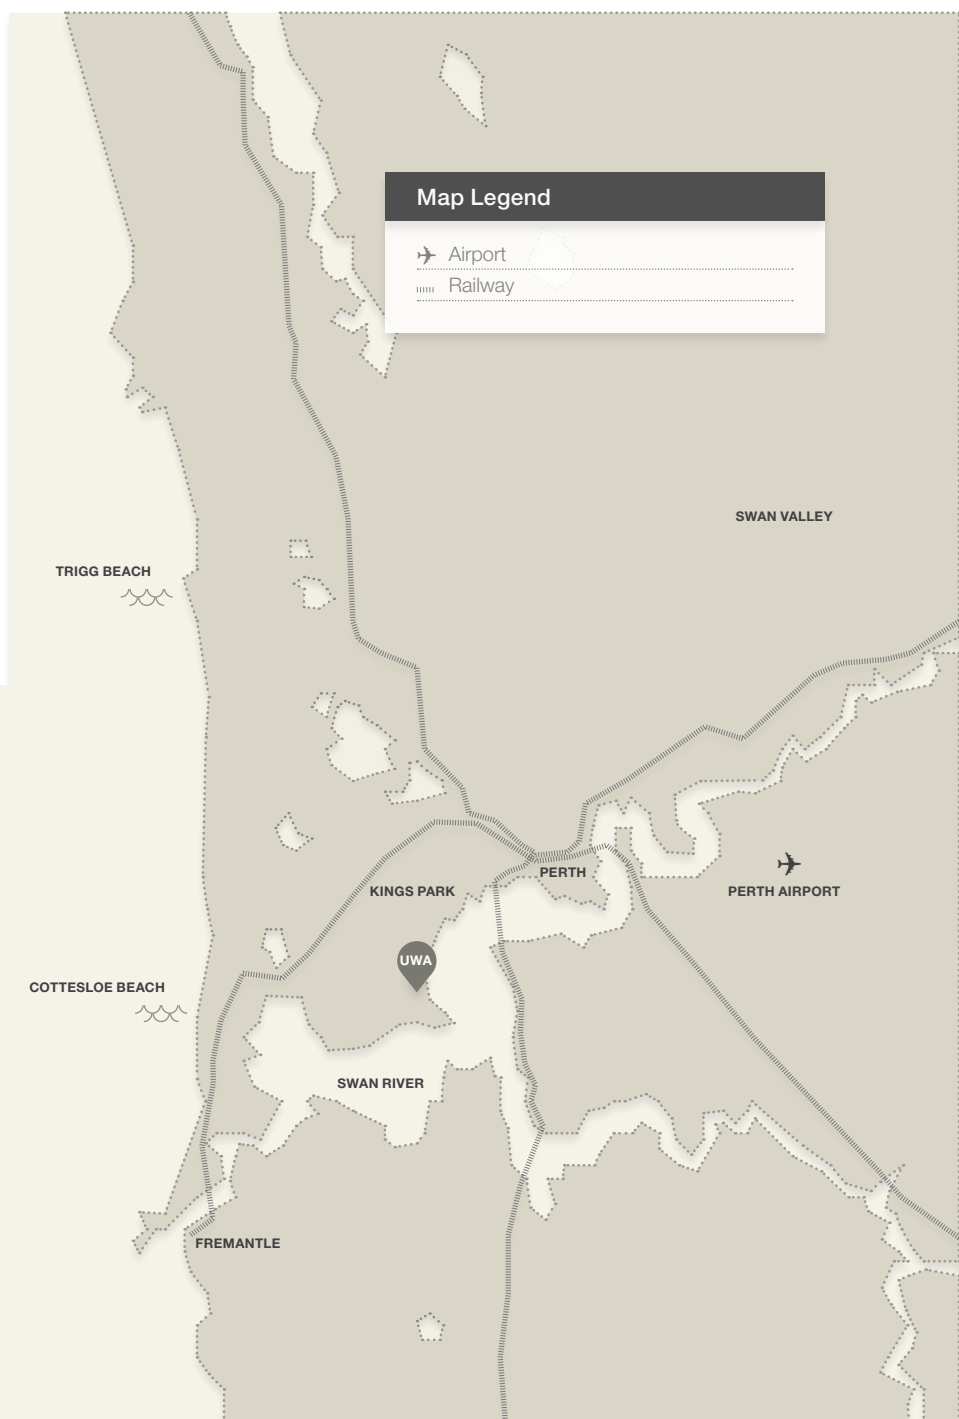 Map Legend
Airport
Railway
SWAN VALLEY
TRIGG BEACH
PERTH
KINGS PARK
PERTH AIRPORT
UWA
COTTESLOE BEACH
SWAN RIVER
FREMANTLE